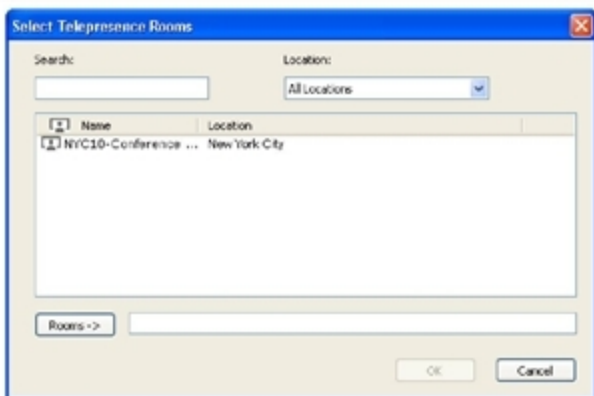 Select Telepresence Rooms
Search: Location:
All Locations
Name Location
NYC10-Conference ... New York City
Rooms ->
OK Cancel